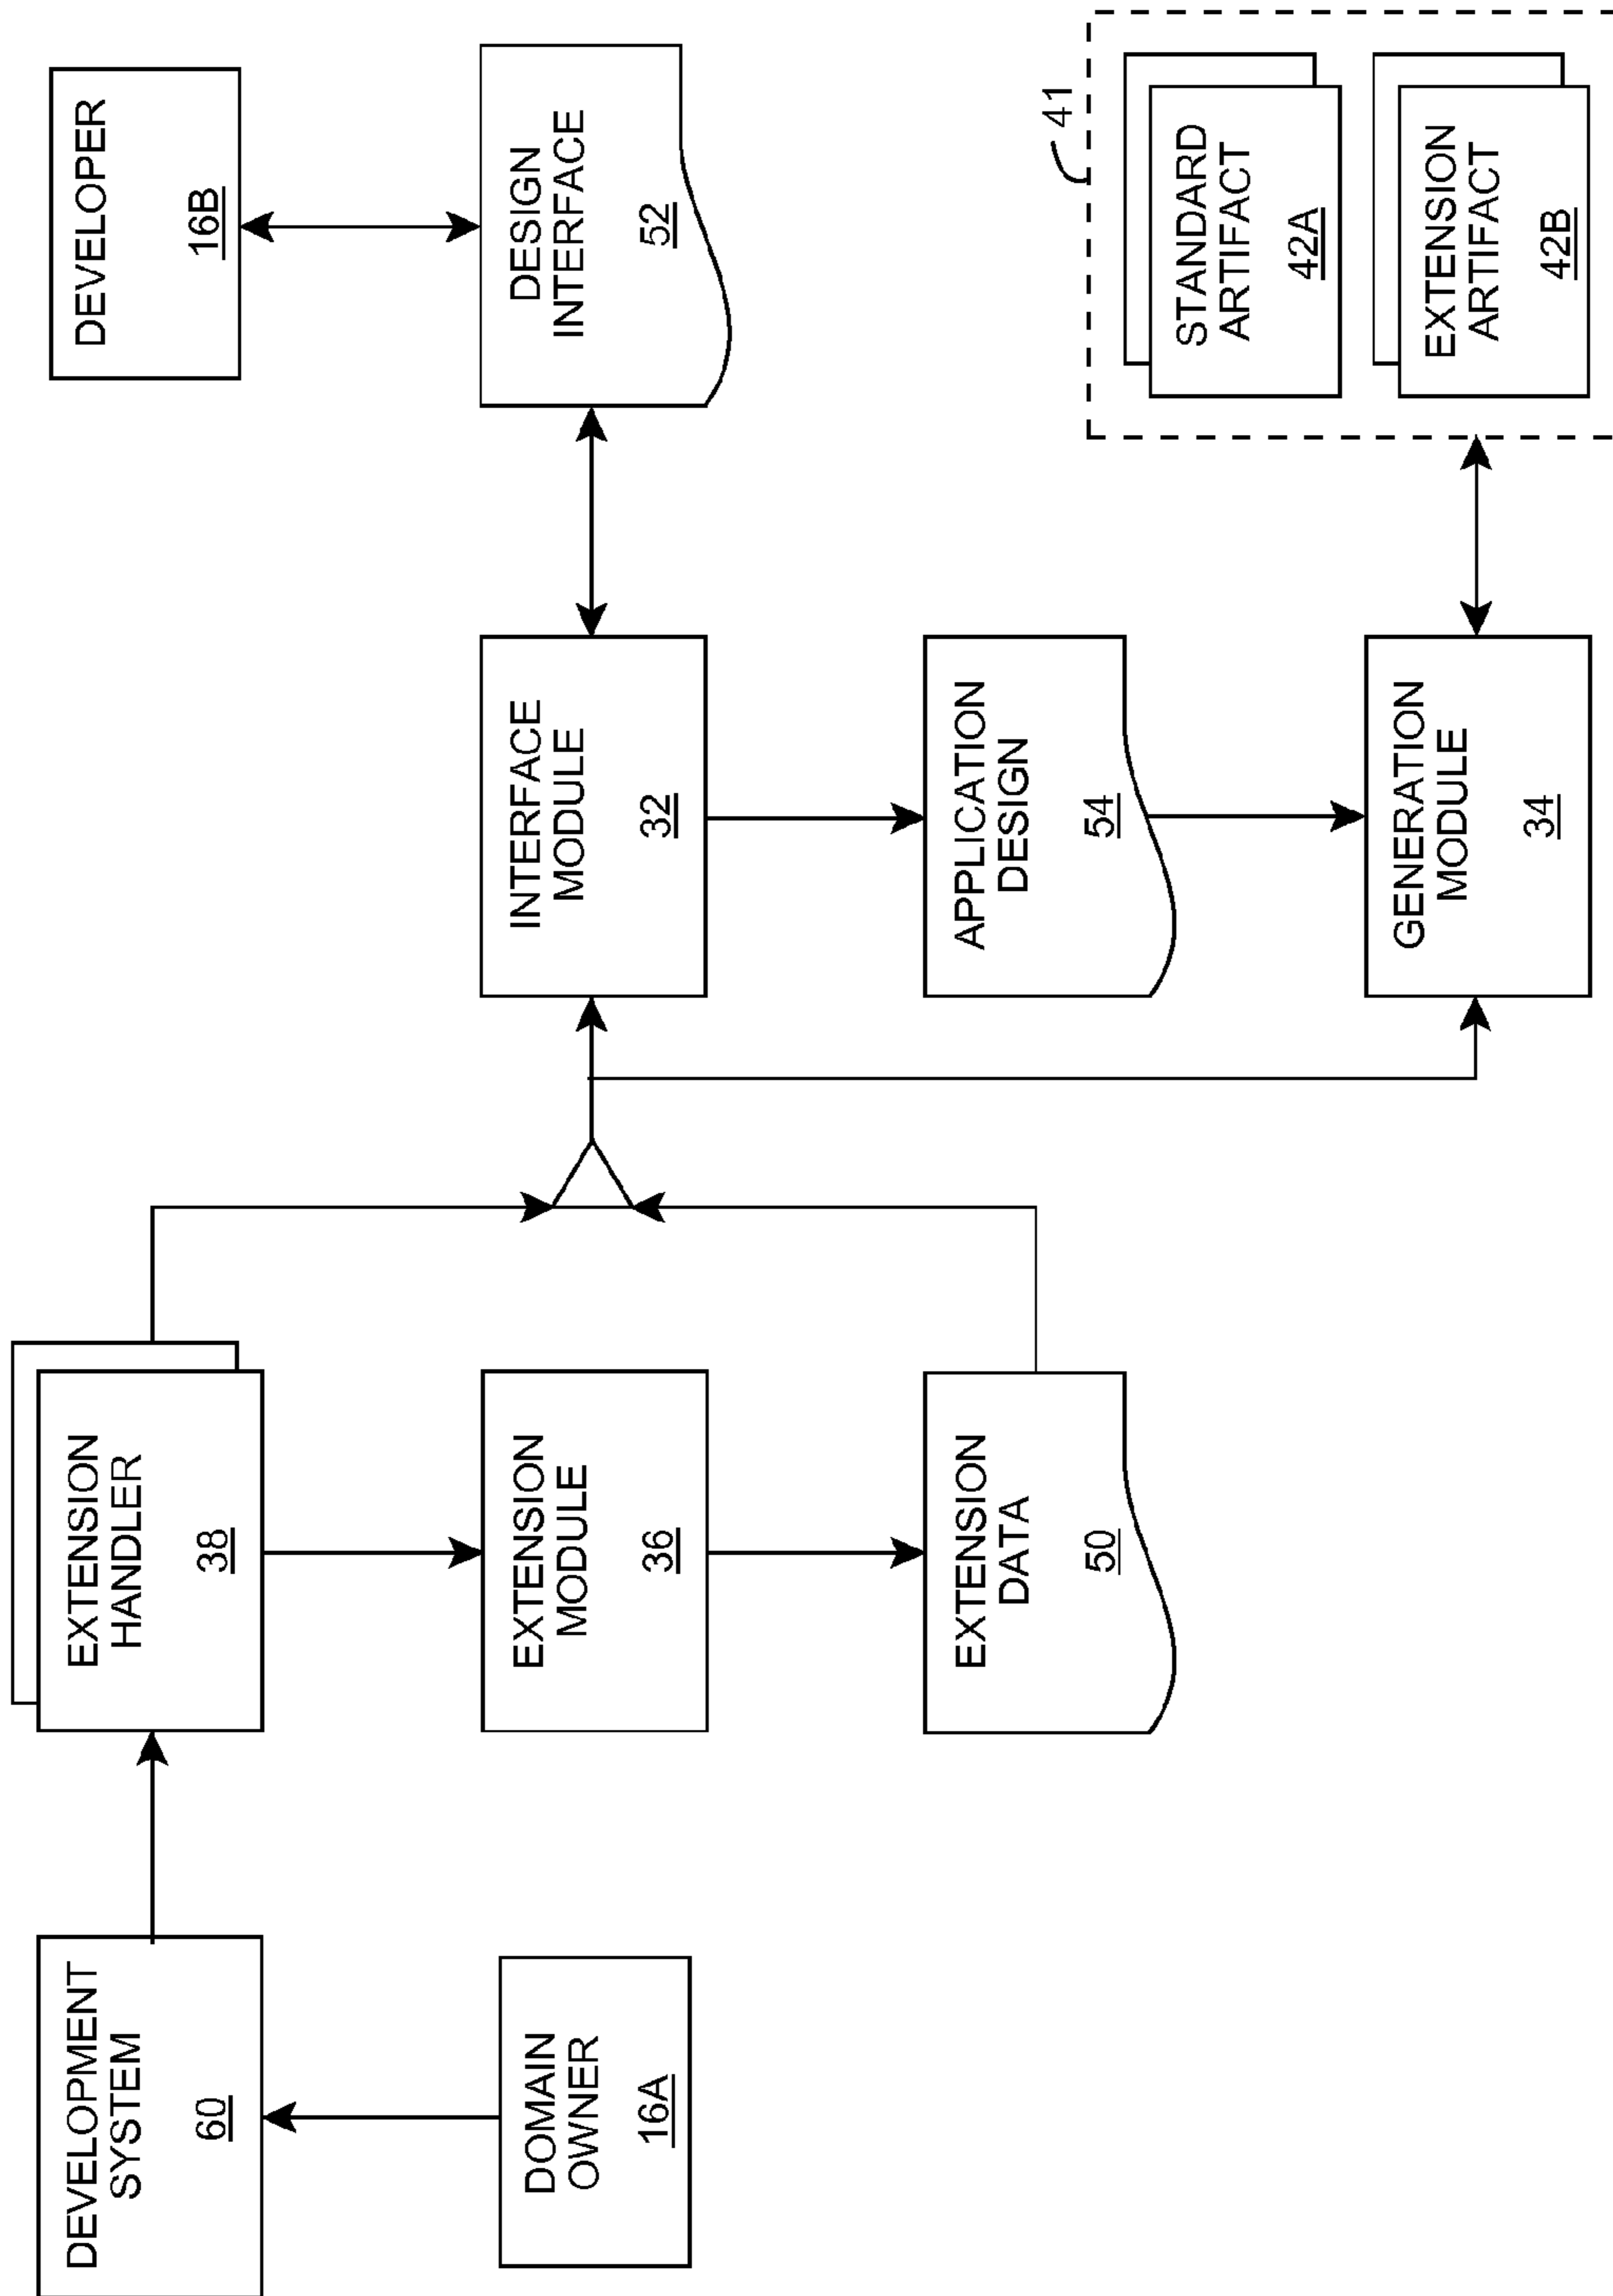 DEVELOPMENT
SYSTEM
60
DOMAIN
OWNER
16A
EXTENSION
HANDLER
38
EXTENSION
MODULE
36
EXTENSION
DATA
50
INTERFACE
MODULE
32
APPLICATION
DESIGN
54
GENERATION
MODULE
34
DEVELOPER
16B
DESIGN
INTERFACE
52
41
STANDARD
ARTIFACT
42A
EXTENSION
ARTIFACT
42B